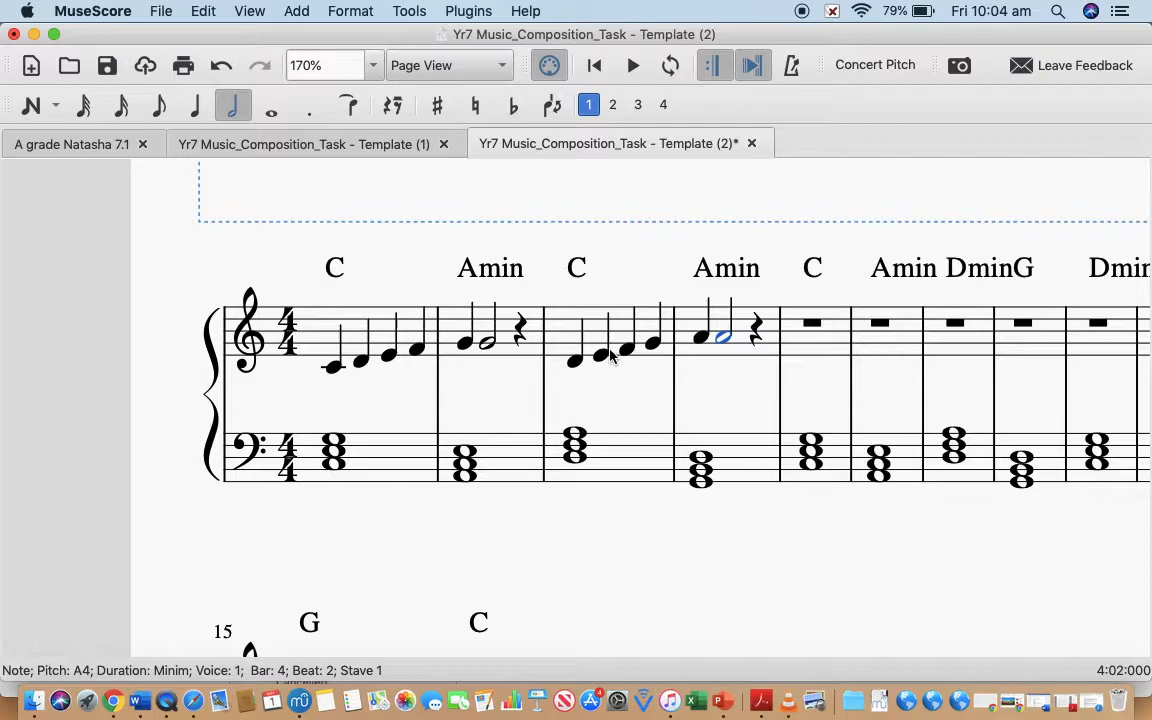 MuseScore File Edit View Add Format Tools Plugins Help 79% Fri 10:04 am
Yr7 Music_Composition_Task - Template (2)
170% Page View Concert Pitch Leave Feedback
1 2 3 4
A grade Natasha 7.1 Yr7 Music_Composition_Task - Template (1) Yr7 Music_Composition_Task - Template (2)*
C Amin C Amin C Amin Dmin G Dmin
4 4
4 4
15 G C
Note; Pitch: A4; Duration: Minim; Voice: 1; Bar: 4; Beat: 2; Stave 1 4:02:000